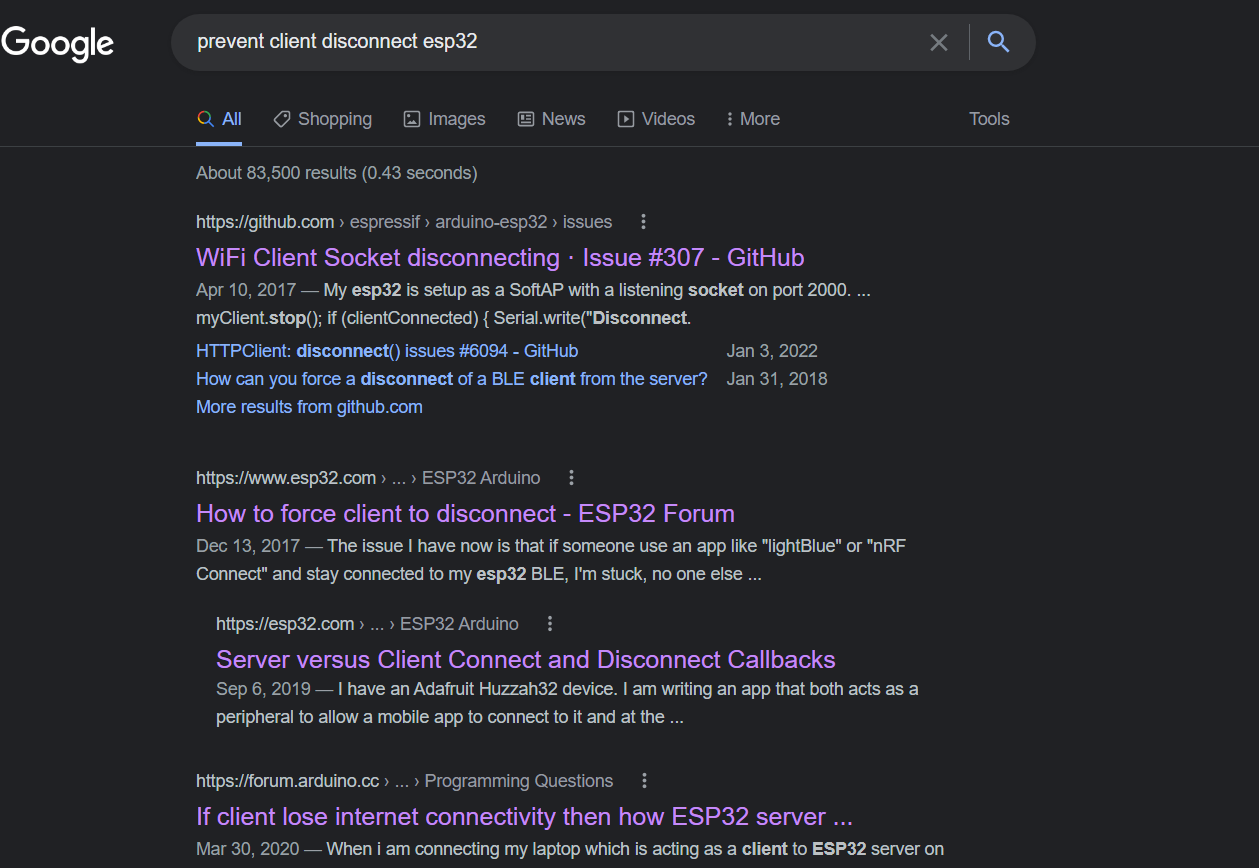 Google
prevent client disconnect esp32
All Shopping Images News Videos More Tools
About 83,500 results (0.43 seconds)
https://github.com › espressif › arduino-esp32 › issues
WiFi Client Socket disconnecting · Issue #307 - GitHub
Apr 10, 2017 — My esp32 is setup as a SoftAP with a listening socket on port 2000. ...
myClient.stop(); if (clientConnected) { Serial.write("Disconnect.
HTTPClient: disconnect() issues #6094 - GitHub Jan 3, 2022
How can you force a disconnect of a BLE client from the server? Jan 31, 2018
More results from github.com
https://www.esp32.com › ... › ESP32 Arduino
How to force client to disconnect - ESP32 Forum
Dec 13, 2017 — The issue I have now is that if someone use an app like "lightBlue" or "nRF
Connect" and stay connected to my esp32 BLE, I'm stuck, no one else ...
https://esp32.com › ... › ESP32 Arduino
Server versus Client Connect and Disconnect Callbacks
Sep 6, 2019 — I have an Adafruit Huzzah32 device. I am writing an app that both acts as a
peripheral to allow a mobile app to connect to it and at the ...
https://forum.arduino.cc › ... › Programming Questions
If client lose internet connectivity then how ESP32 server ...
Mar 30, 2020 — When i am connecting my laptop which is acting as a client to ESP32 server on